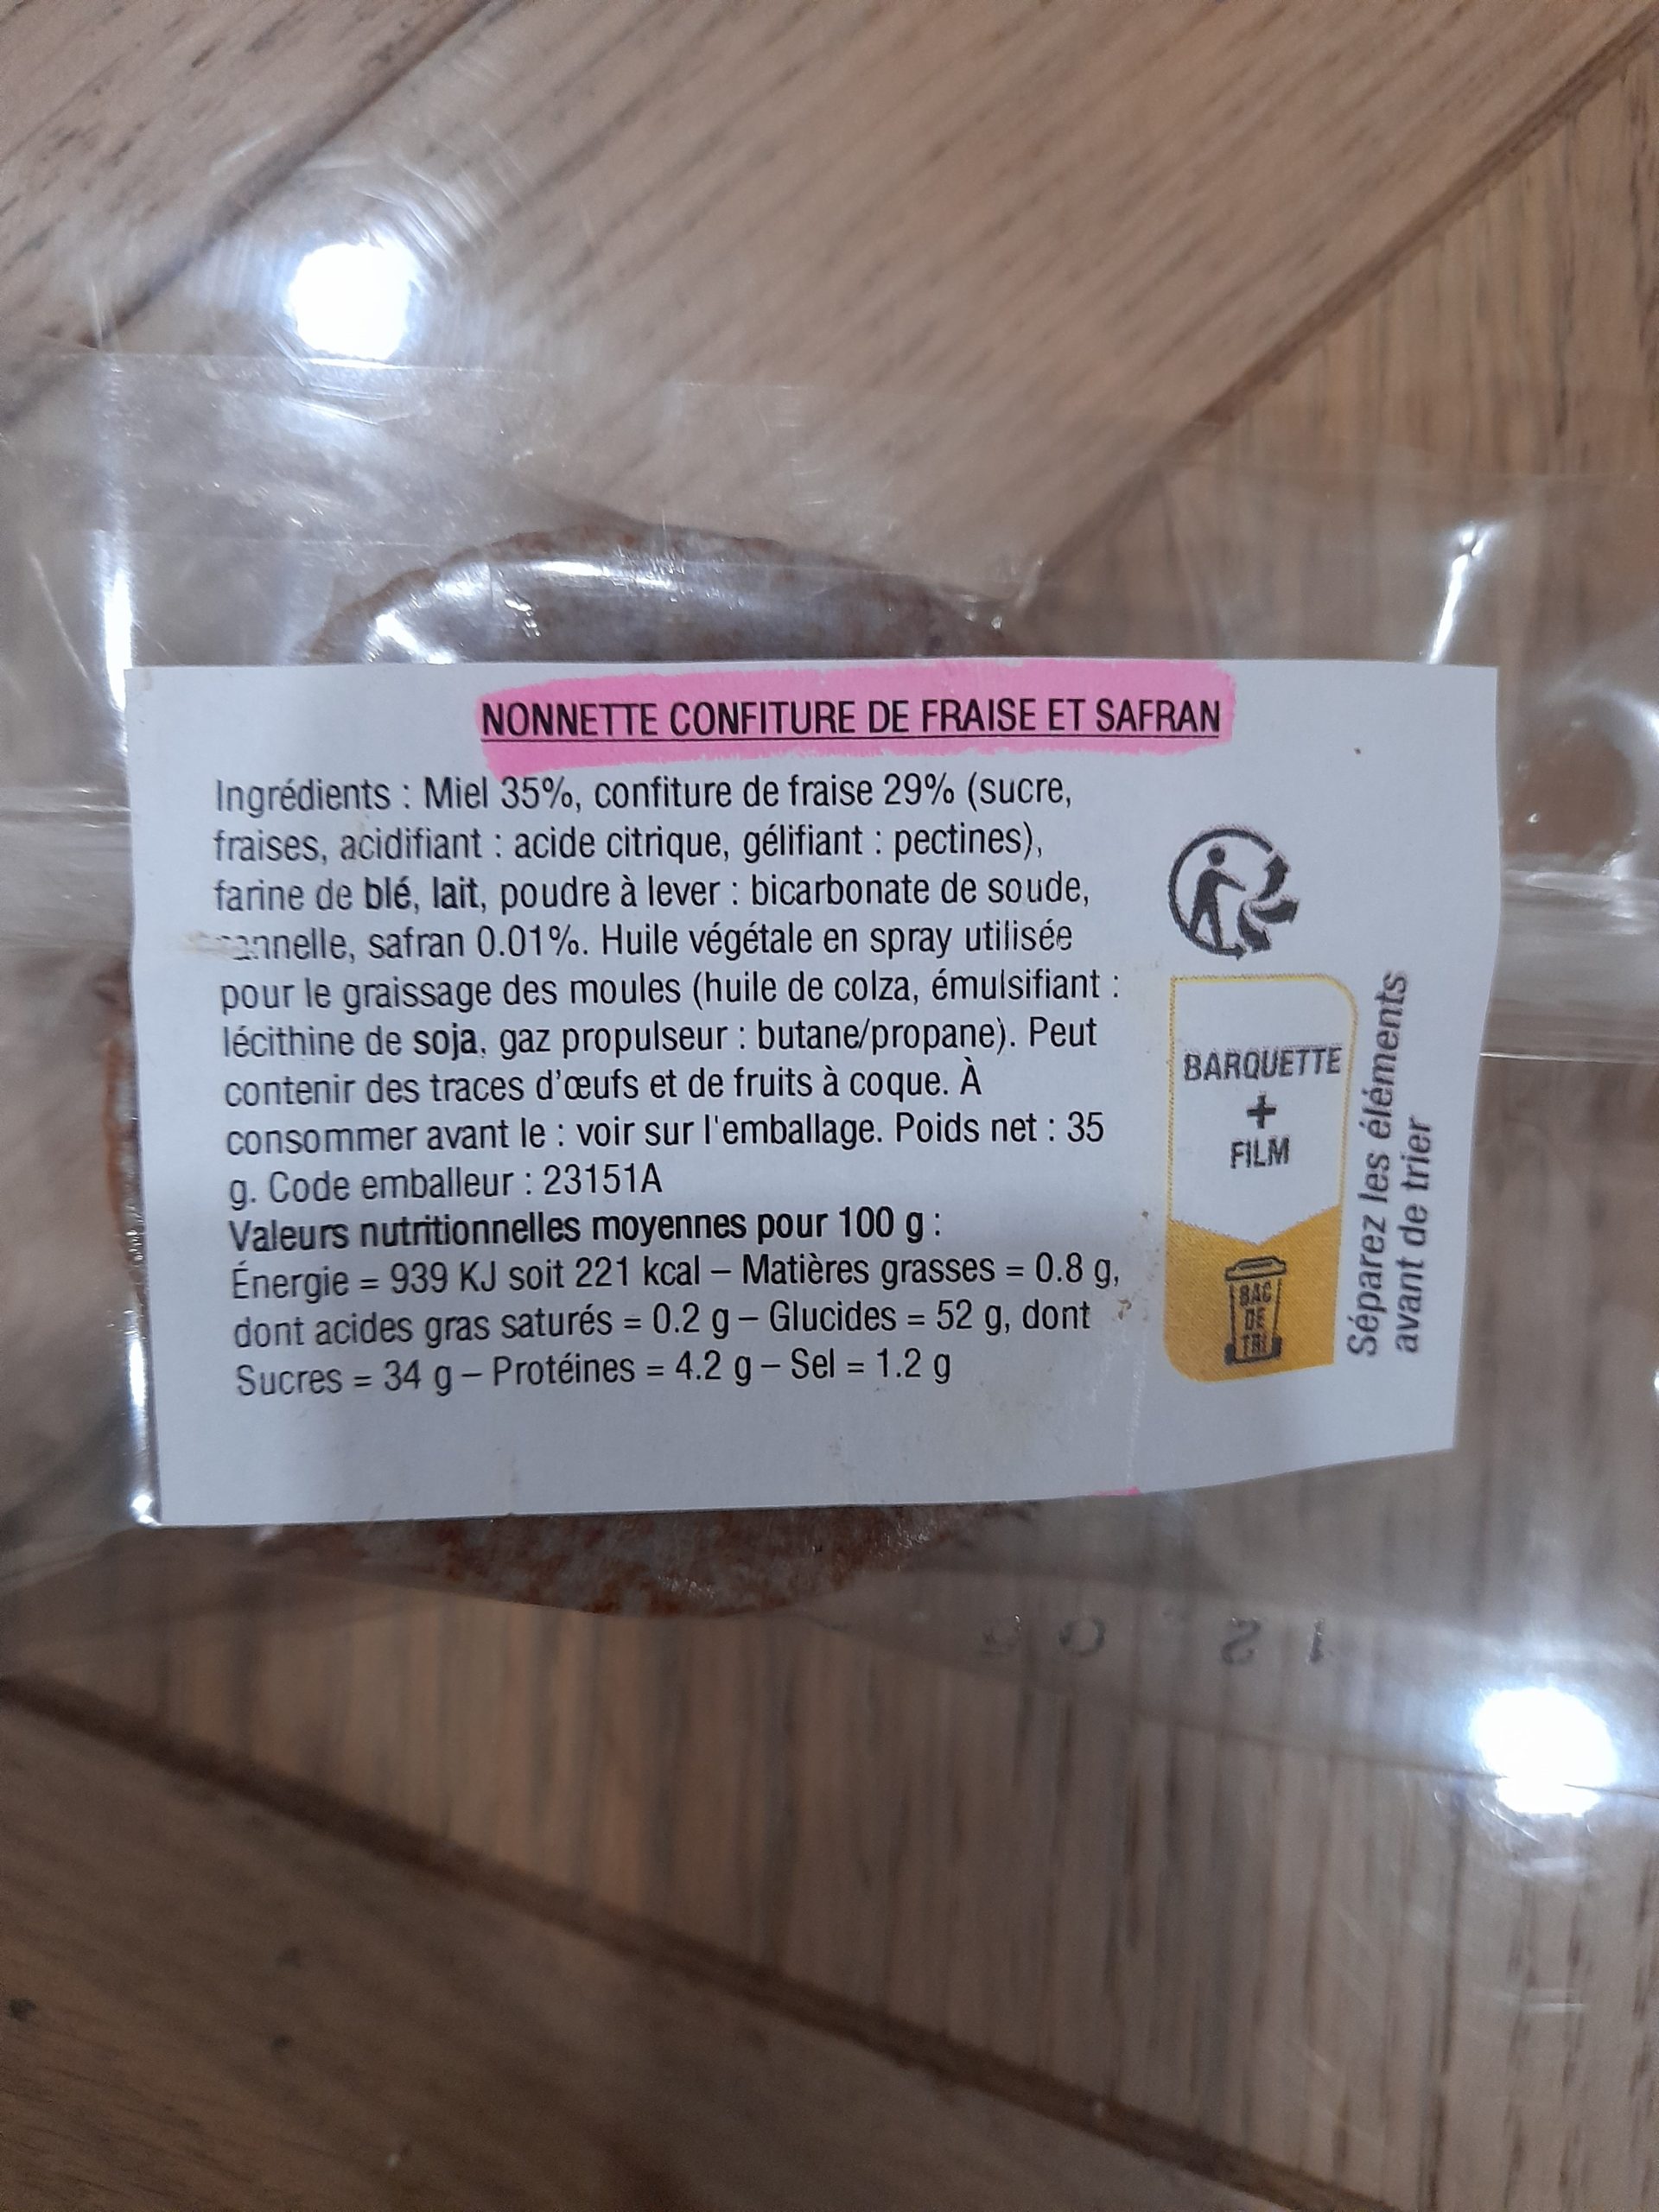 NONNETTE CONFITURE DE FRAISE ET SAFRAN
Ingrédients : Miel 35%, confiture de fraise 29% (sucre,
fraises, acidifiant : acide citrique, gélifiant : pectines),
farine de blé, lait, poudre à lever : bicarbonate de soude,
cannelle, safran 0.01%. Huile végétale en spray utilisée
pour le graissage des moules (huile de colza, émulsifiant :
lécithine de soja, gaz propulseur : butane/propane). Peut
contenir des traces d'œufs et de fruits à coque. À
consommer avant le : voir sur l'emballage. Poids net : 35
g. Code emballeur : 23151A
Valeurs nutritionnelles moyennes pour 100 g :
Énergie = 939 KJ soit 221 kcal – Matières grasses = 0.8 g,
dont acides gras saturés = 0.2 g – Glucides = 52 g, dont
Sucres = 34 g – Protéines = 4.2 g – Sel = 1.2 g
BARQUETTE
+
FILM
BAC
DE
TRI
Séparez les éléments
avant de trier